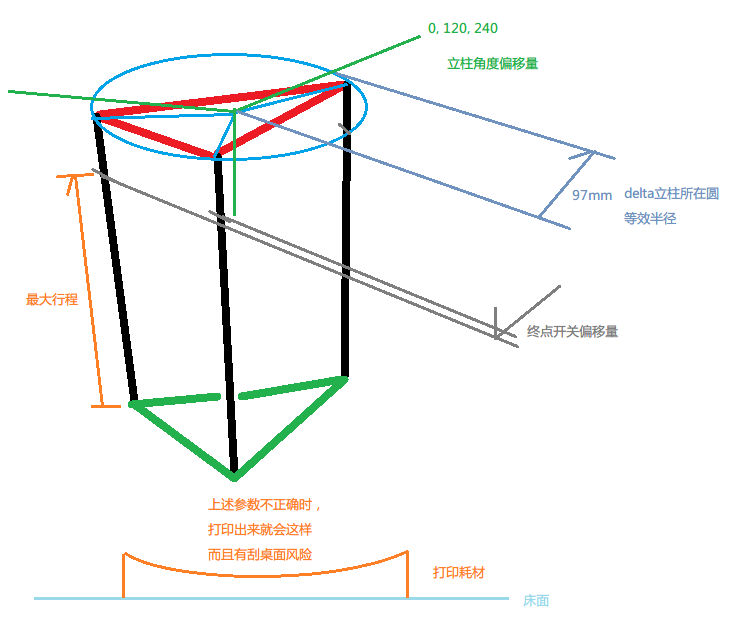 0, 120, 240
立柱角度偏移量
97mm
delta立柱所在圆
等效半径
最大行程
终点开关偏移量
上述参数不正确时，
打印出来就会这样
而且有刮桌面风险
打印耗材
床面